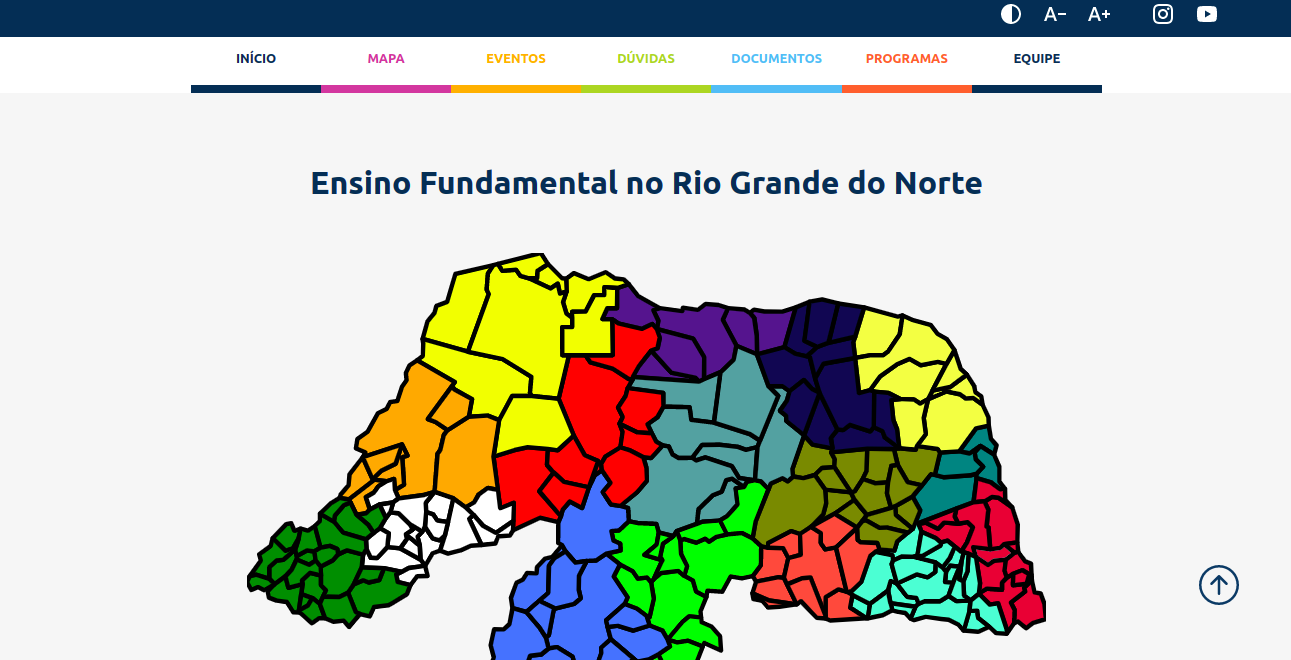 A− A+
INÍCIO MAPA EVENTOS DÚVIDAS DOCUMENTOS PROGRAMAS EQUIPE
Ensino Fundamental no Rio Grande do Norte